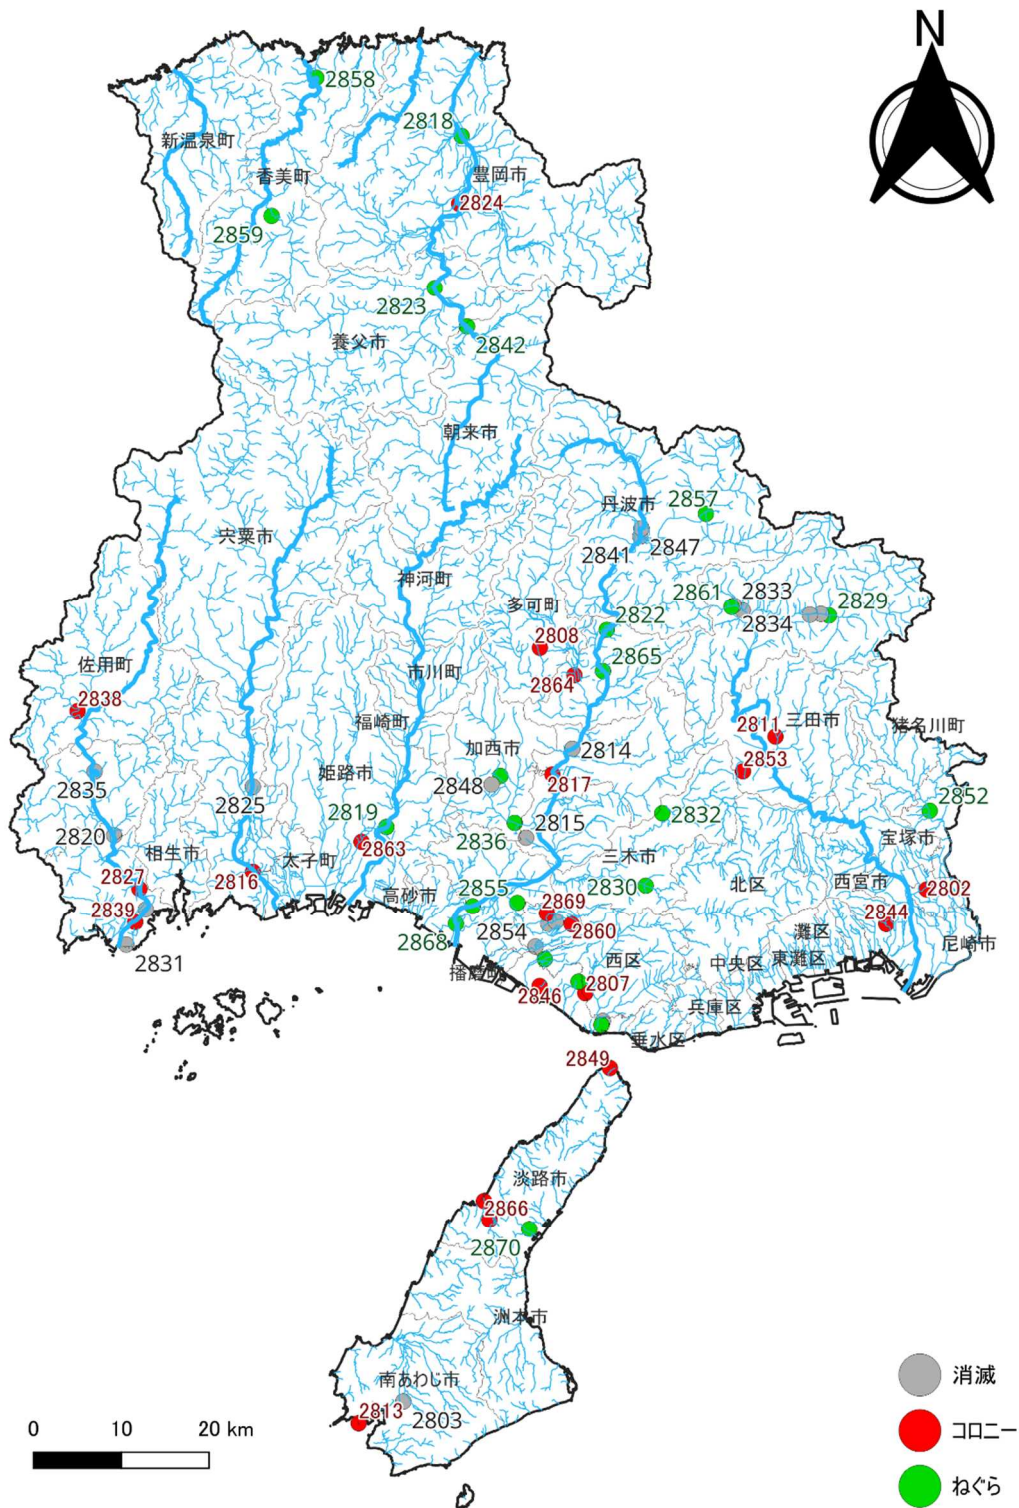 N
2858
2818
新温泉町
香美町
豊岡市
2824
2859
2823
養父市
2842
朝来市
丹波市
2857
宍粟市
2841
2847
神河町
2861
2833
多可町
2829
2822
2834
2808
佐用町
2865
市川町
2864
2838
福崎町
2811
三田市
猪名川町
加西市
2814
2853
姫路市
2848
2817
2835
2825
2852
2819
2832
2820
2815
2836
宝塚市
2863
相生市
太子町
三木市
2827
2816
高砂市
2855
2830
北区
西宮市
2802
2839
2869
2844
2854
2860
灘区
2868
尼崎市
2831
西区
中央区
東灘区
播磨町
2846
2807
兵庫区
垂水区
2849
淡路市
2866
2870
洲本市
南あわじ市
2813
2803
消滅
コロニー
ねぐら
0 10 20 km